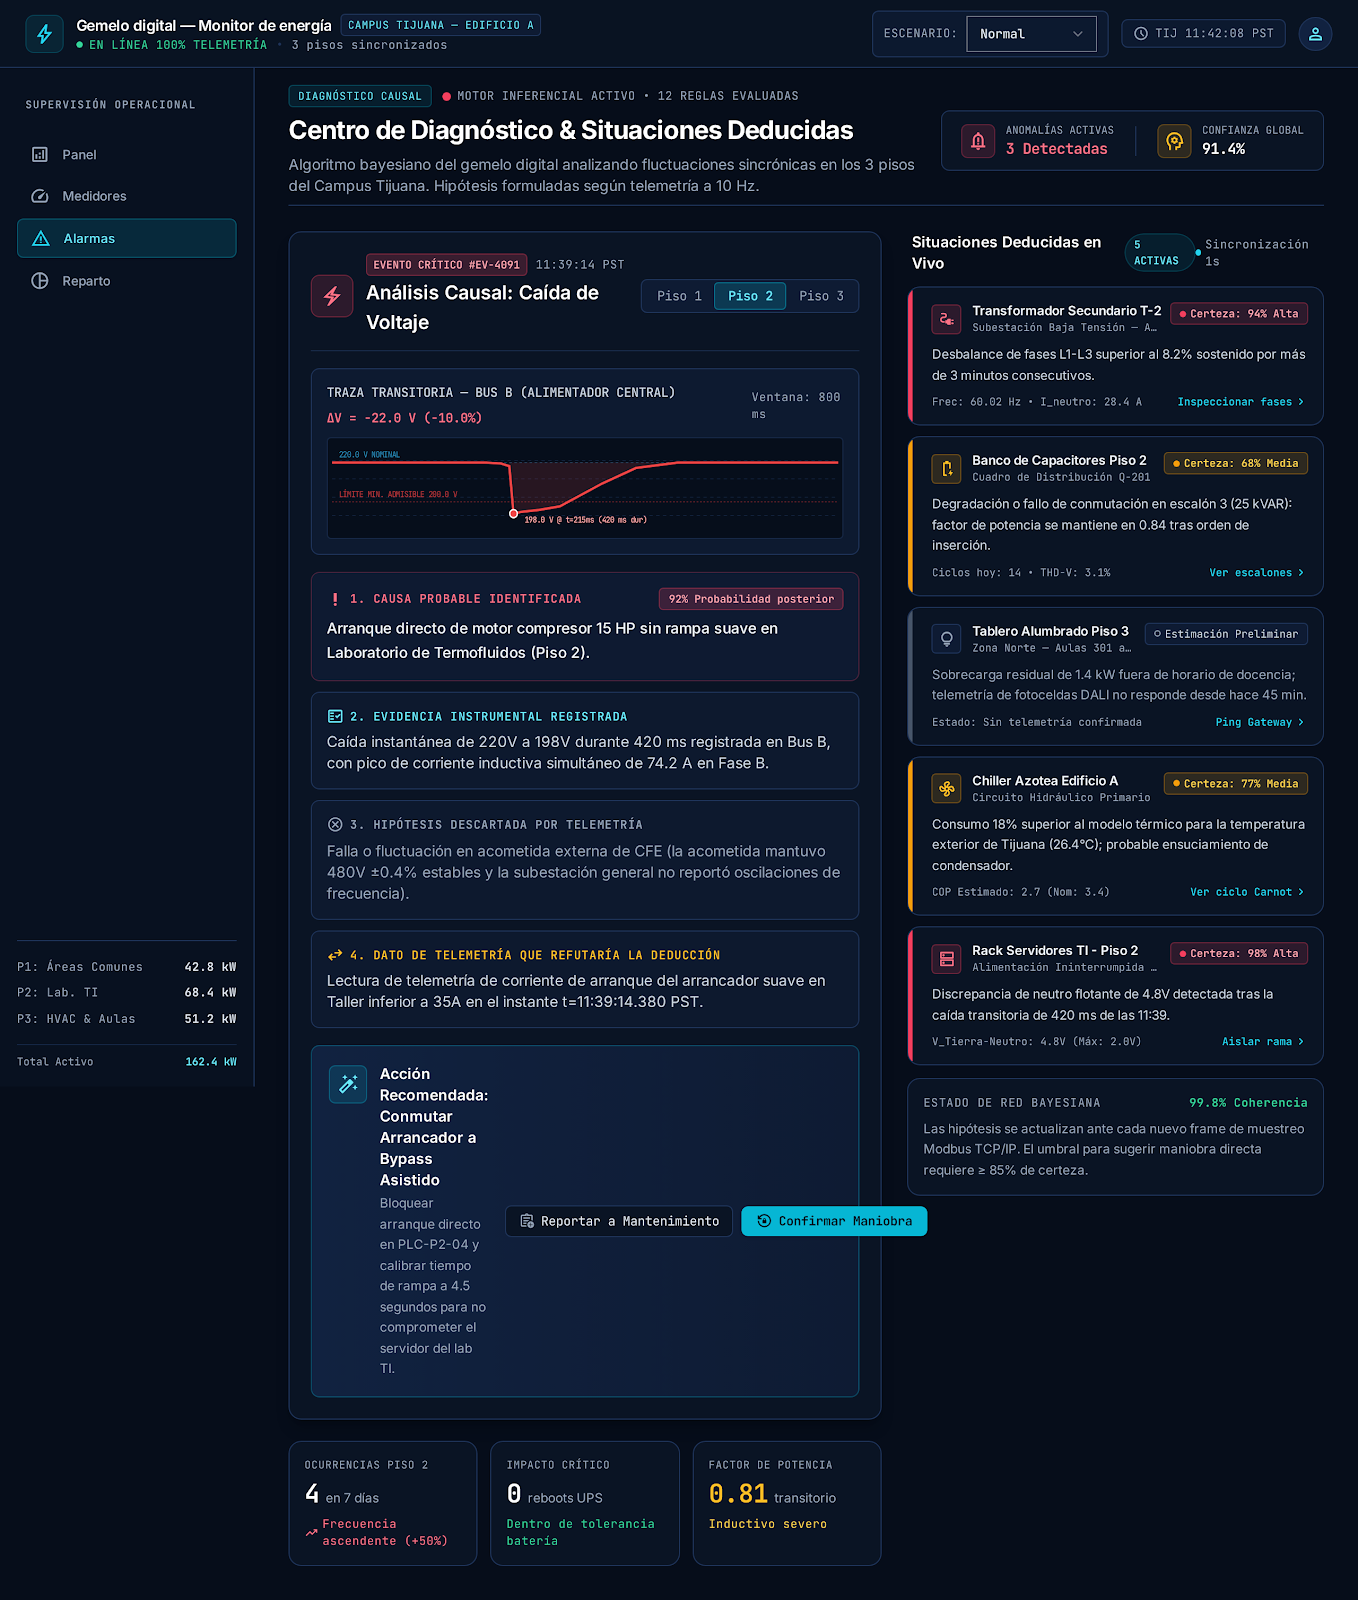 Gemelo digital — Monitor de energía
CAMPUS TIJUANA — EDIFICIO A
EN LÍNEA 100% TELEMETRÍA · 3 pisos sincronizados
ESCENARIO:
Normal
TIJ 11:42:08 PST
SUPERVISIÓN OPERACIONAL
Panel
Medidores
Alarmas
Reparto
P1: Áreas Comunes 42.8 kW
P2: Lab. TI 68.4 kW
P3: HVAC & Aulas 51.2 kW
Total Activo 162.4 kW
DIAGNÓSTICO CAUSAL
MOTOR INFERENCIAL ACTIVO • 12 REGLAS EVALUADAS
Centro de Diagnóstico & Situaciones Deducidas
Algoritmo bayesiano del gemelo digital analizando fluctuaciones sincrónicas en los 3 pisos
del Campus Tijuana. Hipótesis formuladas según telemetría a 10 Hz.
ANOMALÍAS ACTIVAS
3 Detectadas
CONFIANZA GLOBAL
91.4%
EVENTO CRÍTICO #EV-4091
11:39:14 PST
Análisis Causal: Caída de
Voltaje
Piso 1
Piso 2
Piso 3
TRAZA TRANSITORIA — BUS B (ALIMENTADOR CENTRAL)
ΔV = -22.0 V (-10.0%)
Ventana: 800
ms
220.0 V NOMINAL
LÍMITE MIN. ADMISIBLE 200.0 V
198.0 V @ t=215ms (420 ms dur)
1. CAUSA PROBABLE IDENTIFICADA
92% Probabilidad posterior
Arranque directo de motor compresor 15 HP sin rampa suave en
Laboratorio de Termofluidos (Piso 2).
2. EVIDENCIA INSTRUMENTAL REGISTRADA
Caída instantánea de 220V a 198V durante 420 ms registrada en Bus B,
con pico de corriente inductiva simultáneo de 74.2 A en Fase B.
3. HIPÓTESIS DESCARTADA POR TELEMETRÍA
Falla o fluctuación en acometida externa de CFE (la acometida mantuvo
480V ±0.4% estables y la subestación general no reportó oscilaciones de
frecuencia).
4. DATO DE TELEMETRÍA QUE REFUTARÍA LA DEDUCCIÓN
Lectura de telemetría de corriente de arranque del arrancador suave en
Taller inferior a 35A en el instante t=11:39:14.380 PST.
Acción
Recomendada:
Conmutar
Arrancador a
Bypass
Asistido
Bloquear
arranque directo
en PLC-P2-04 y
calibrar tiempo
de rampa a 4.5
segundos para no
comprometer el
servidor del lab
TI.
Reportar a Mantenimiento
Confirmar Maniobra
OCURRENCIAS PISO 2
4 en 7 días
Frecuencia
ascendente (+50%)
IMPACTO CRÍTICO
0 reboots UPS
Dentro de tolerancia
batería
FACTOR DE POTENCIA
0.81 transitorio
Inductivo severo
Situaciones Deducidas en
Vivo
5
ACTIVAS
Sincronización
1s
Transformador Secundario T-2
Subestación Baja Tensión — A…
Certeza: 94% Alta
Desbalance de fases L1-L3 superior al 8.2% sostenido por más
de 3 minutos consecutivos.
Frec: 60.02 Hz • I_neutro: 28.4 A
Inspeccionar fases ›
Banco de Capacitores Piso 2
Cuadro de Distribución Q-201
Certeza: 68% Media
Degradación o fallo de conmutación en escalón 3 (25 kVAR):
factor de potencia se mantiene en 0.84 tras orden de
inserción.
Ciclos hoy: 14 • THD-V: 3.1%
Ver escalones ›
Tablero Alumbrado Piso 3
Zona Norte — Aulas 301 a…
Estimación Preliminar
Sobrecarga residual de 1.4 kW fuera de horario de docencia;
telemetría de fotoceldas DALI no responde desde hace 45 min.
Estado: Sin telemetría confirmada
Ping Gateway ›
Chiller Azotea Edificio A
Circuito Hidráulico Primario
Certeza: 77% Media
Consumo 18% superior al modelo térmico para la temperatura
exterior de Tijuana (26.4°C); probable ensuciamiento de
condensador.
COP Estimado: 2.7 (Nom: 3.4)
Ver ciclo Carnot ›
Rack Servidores TI - Piso 2
Alimentación Ininterrumpida …
Certeza: 98% Alta
Discrepancia de neutro flotante de 4.8V detectada tras la
caída transitoria de 420 ms de las 11:39.
V_Tierra-Neutro: 4.8V (Máx: 2.0V)
Aislar rama ›
ESTADO DE RED BAYESIANA
99.8% Coherencia
Las hipótesis se actualizan ante cada nuevo frame de muestreo
Modbus TCP/IP. El umbral para sugerir maniobra directa
requiere ≥ 85% de certeza.